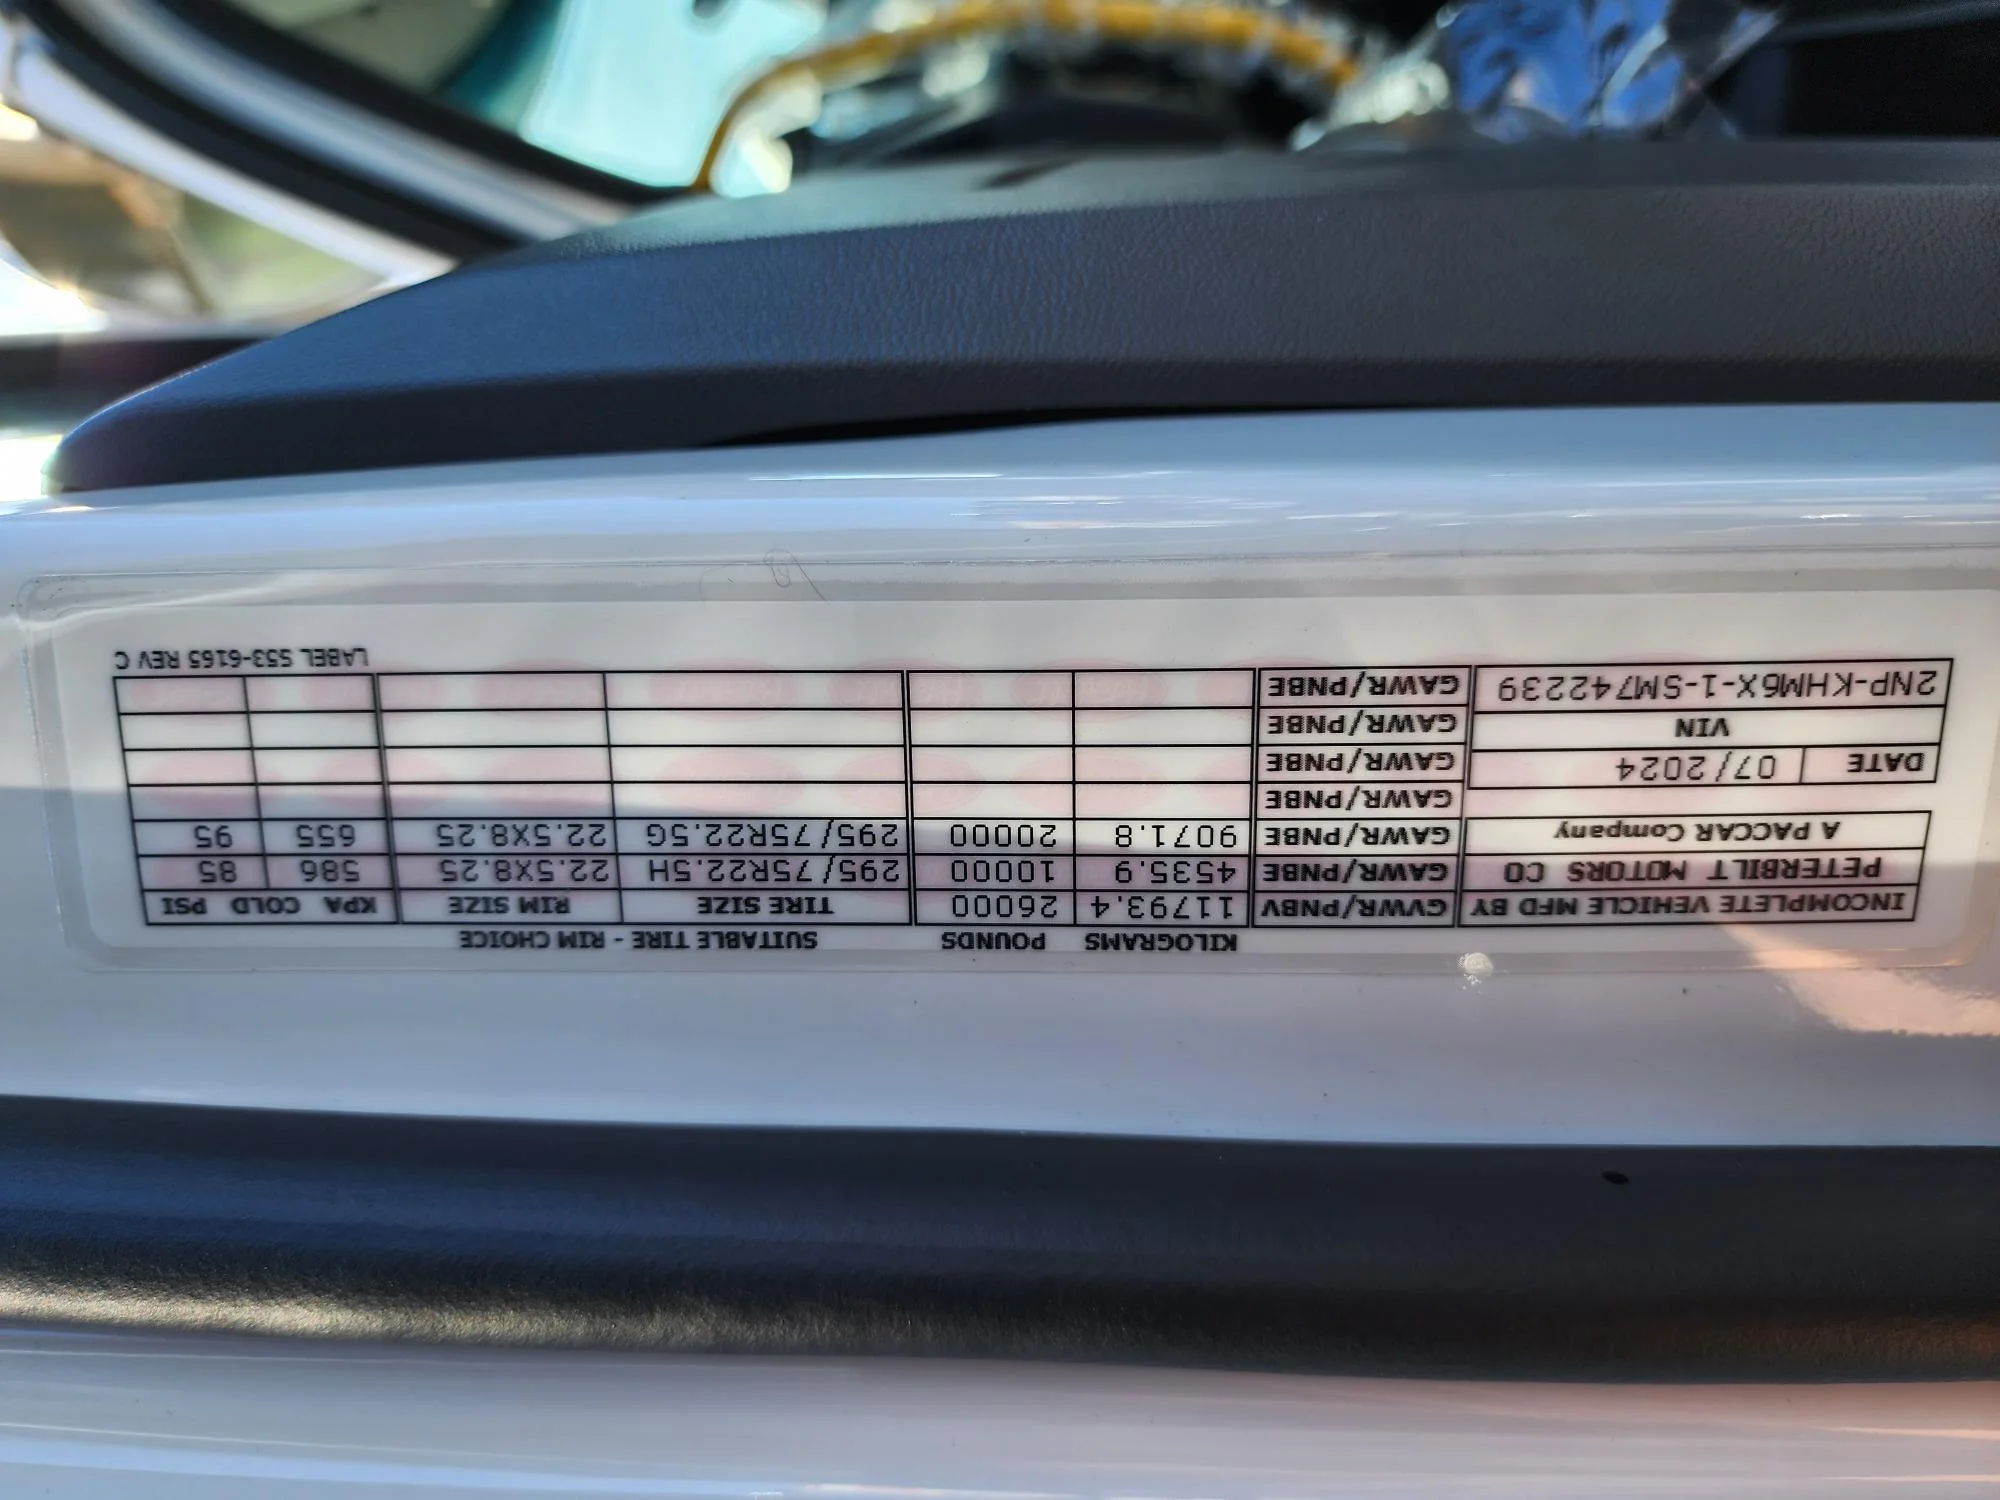 KILOGRAMS POUNDS SUITABLE TIRE - RIM CHOICE
INCOMPLETE VEHICLE MFD BY GVWR/PNBV 11793.4 26000 TIRE SIZE RIM SIZE KPA COLD PSI
PETERBILT MOTORS CO GAWR/PNBE 4535.9 10000 295/75R22.5H 22.5X8.25 586 85
A PACCAR Company GAWR/PNBE 9071.8 20000 295/75R22.5G 22.5X8.25 655 95
GAWR/PNBE
DATE 07/2024 GAWR/PNBE
VIN GAWR/PNBE
2NP-KHM6X-1-SM742239 GAWR/PNBE
LABEL S53-6165 REV C